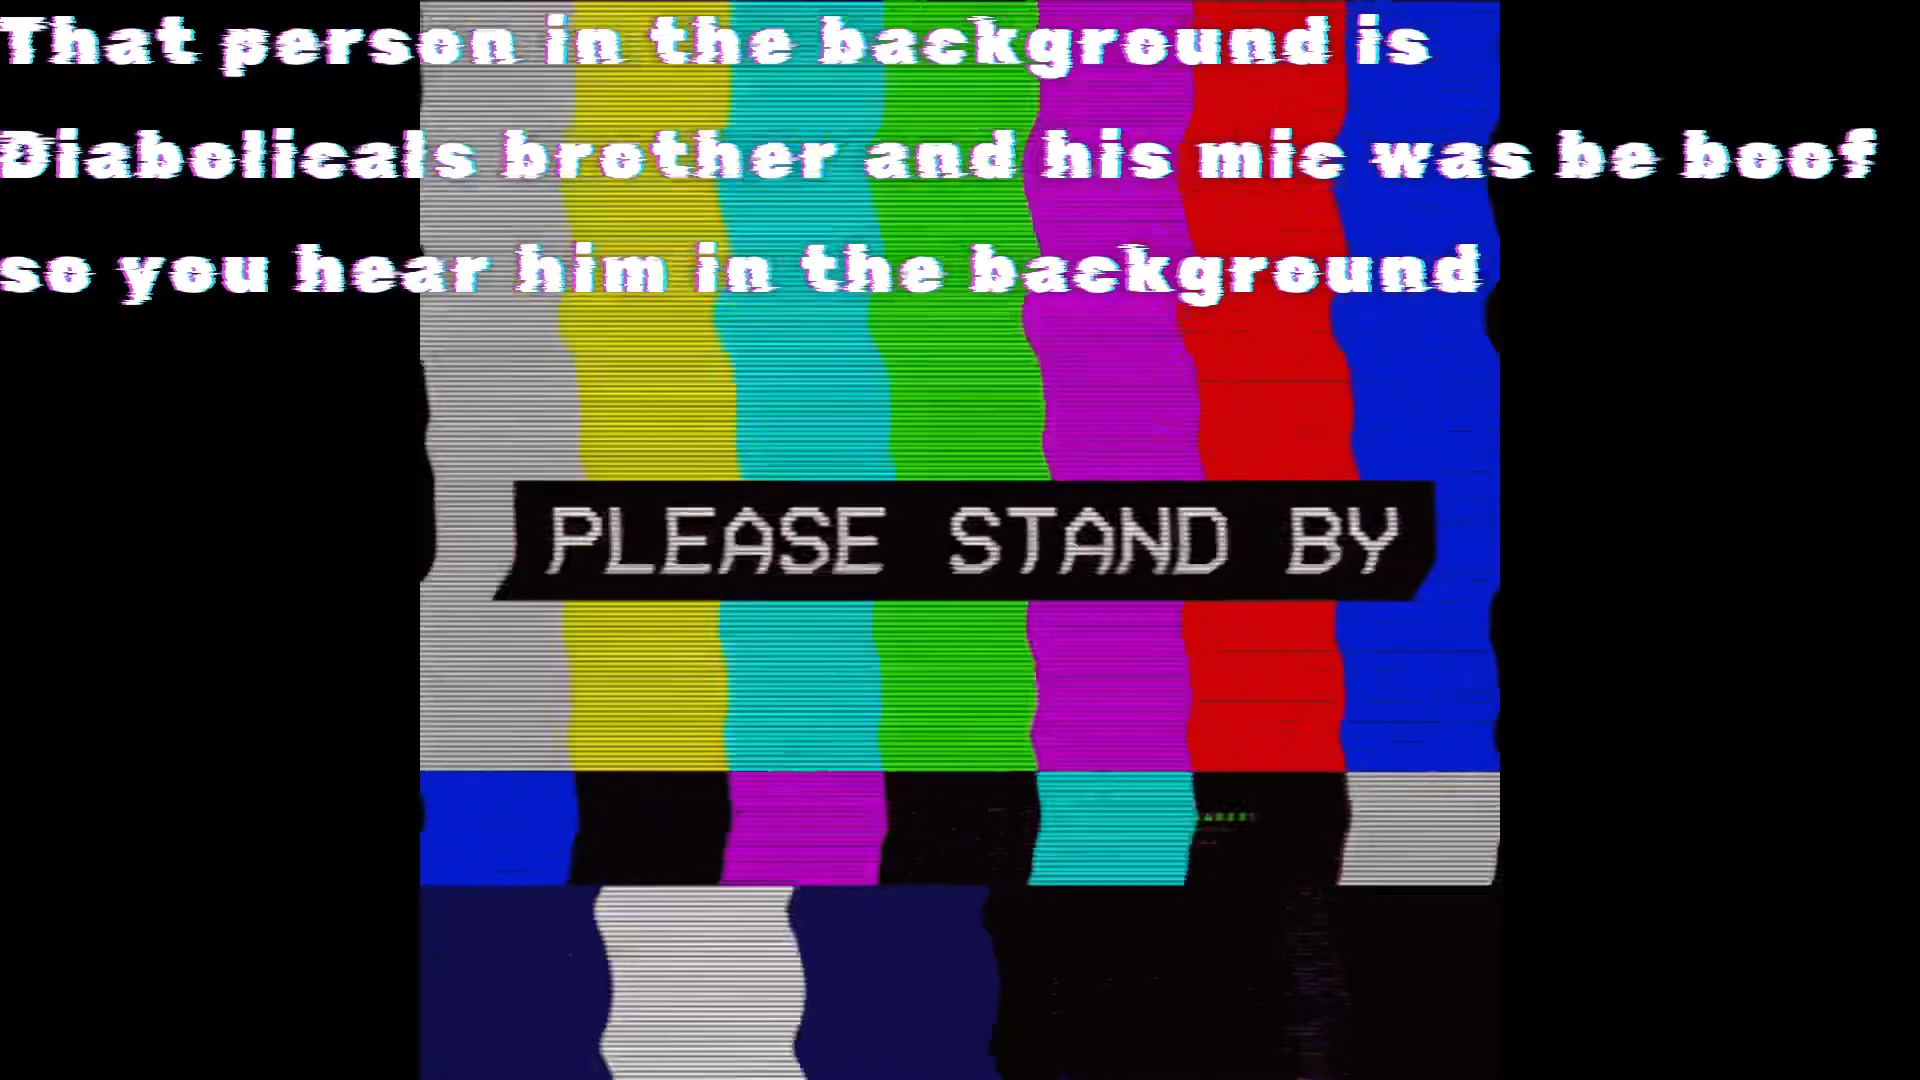 That person in the background is
Diabolicals brother and his mic was be boof
so you hear him in the background
PLEASE STAND BY